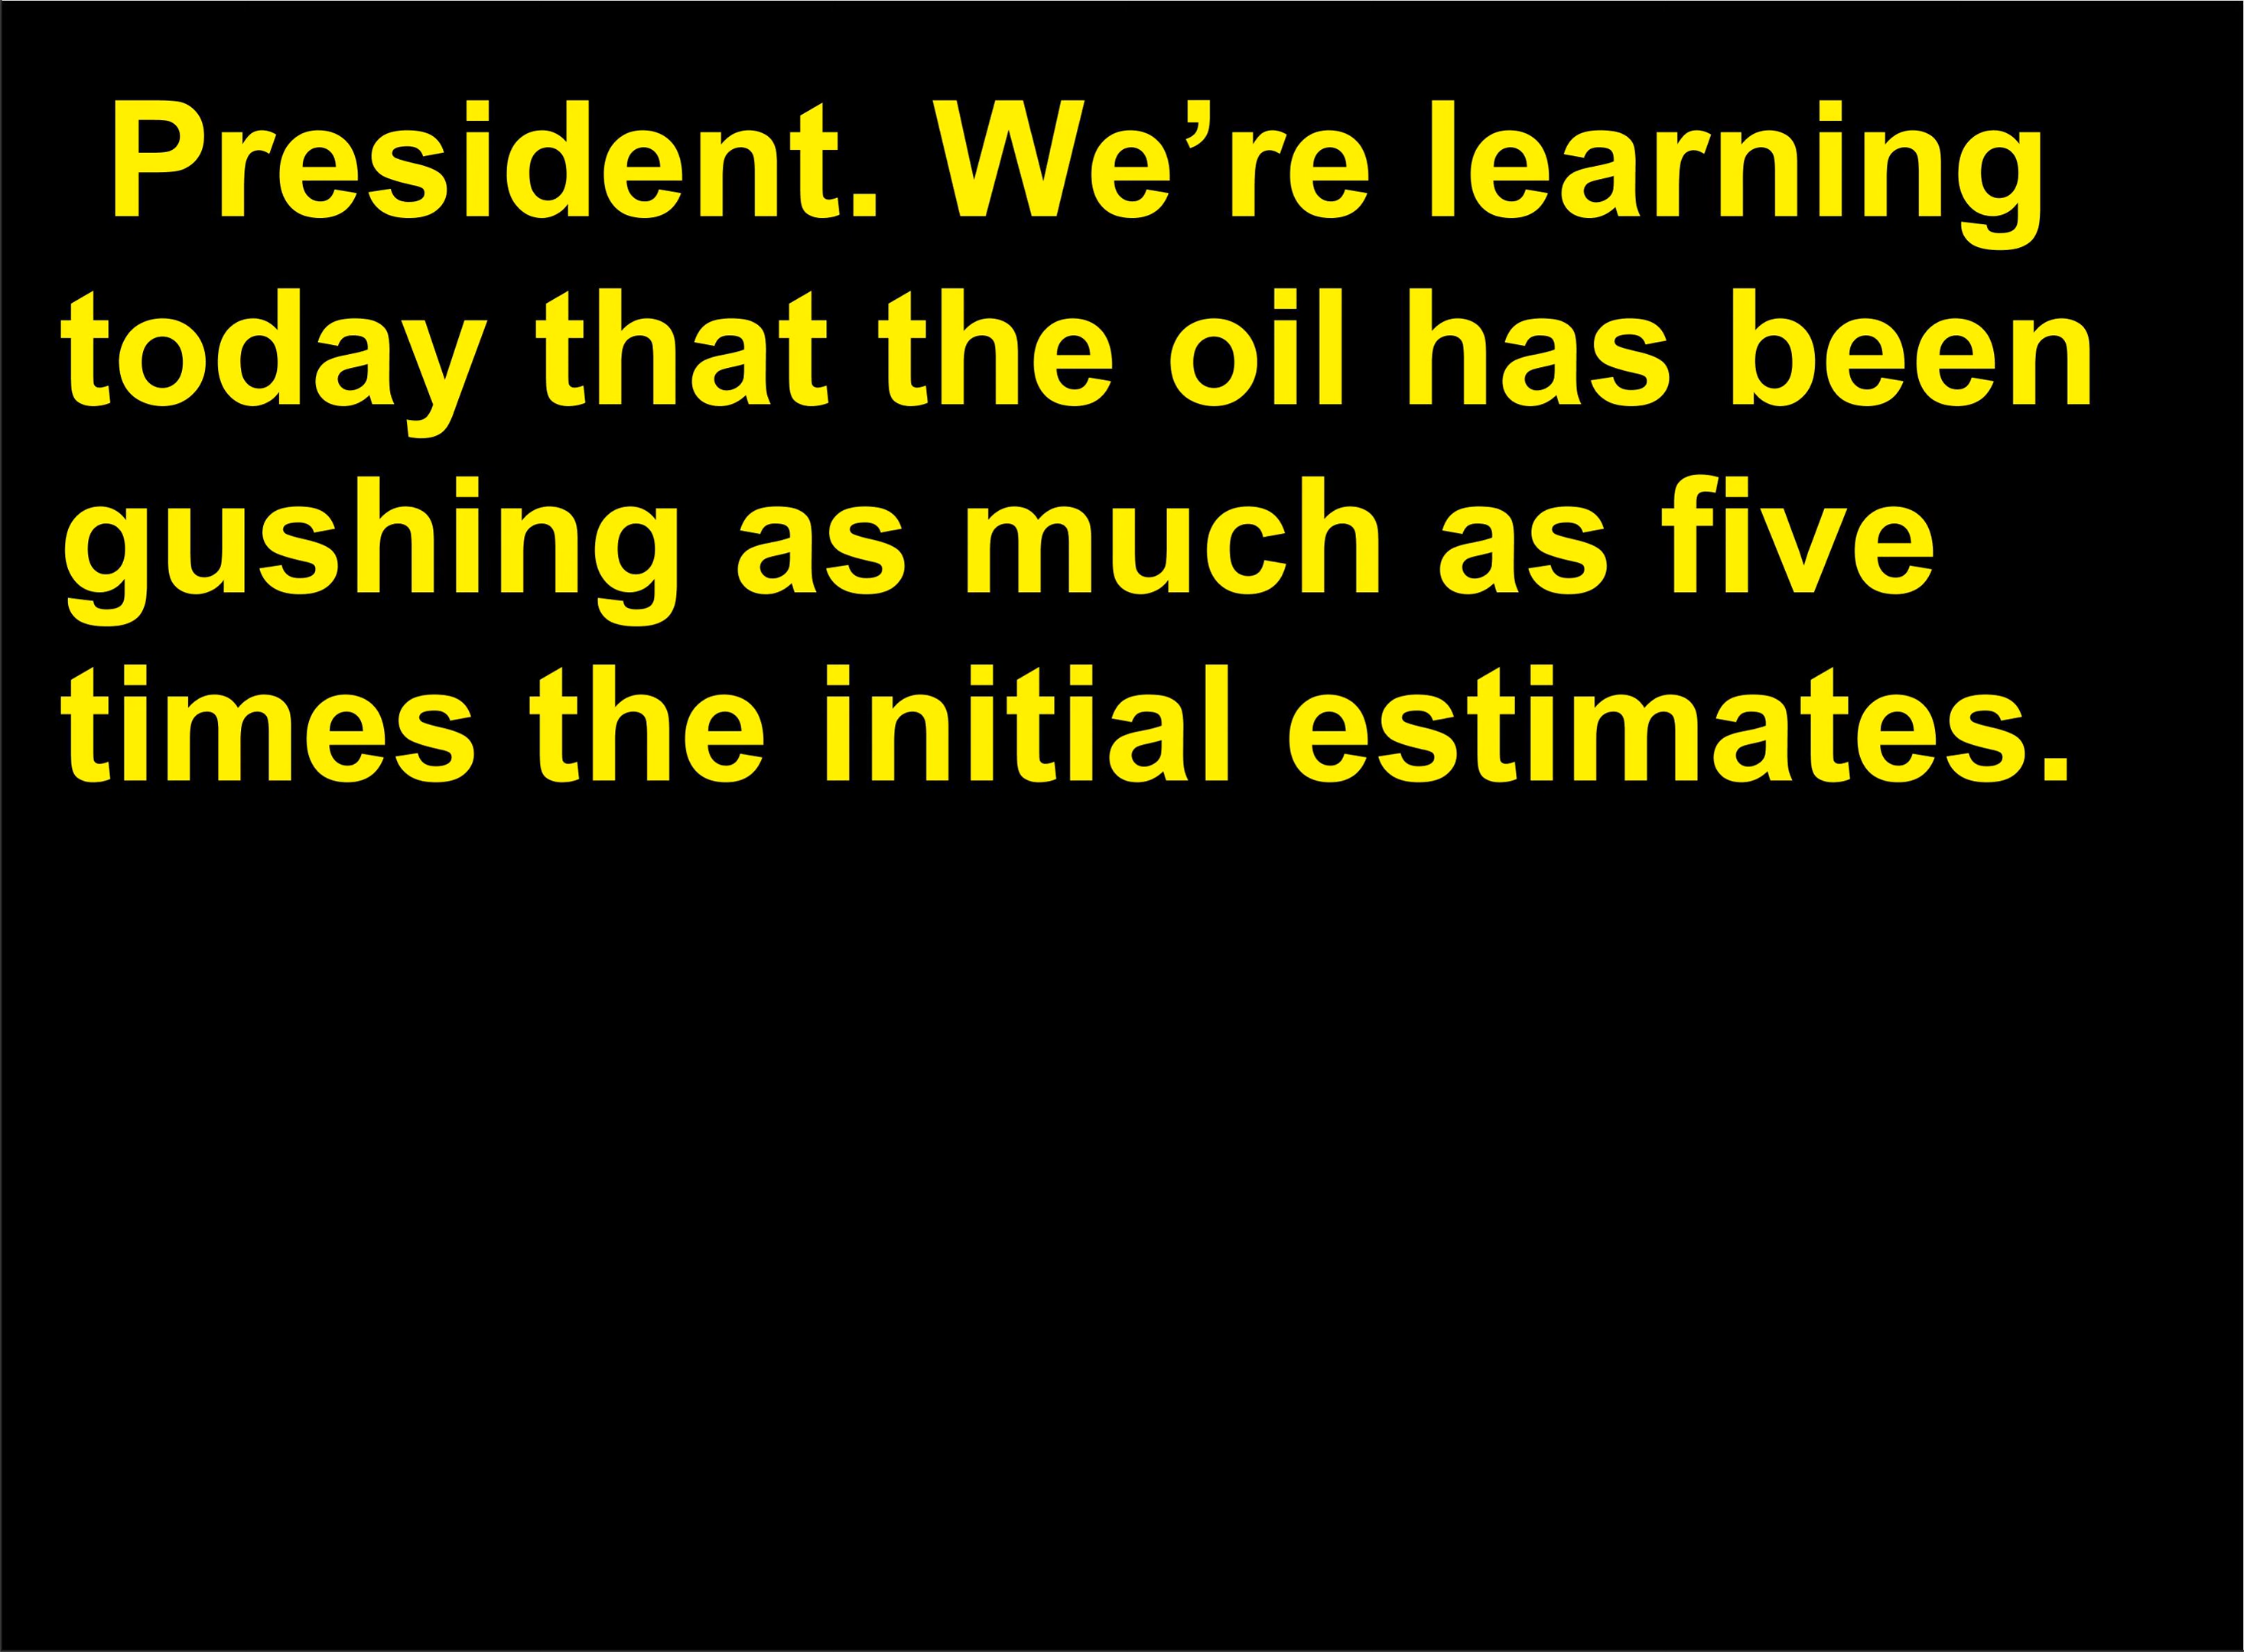 President. We’re learning
today that the oil has been
gushing as much as five
times the initial estimates.